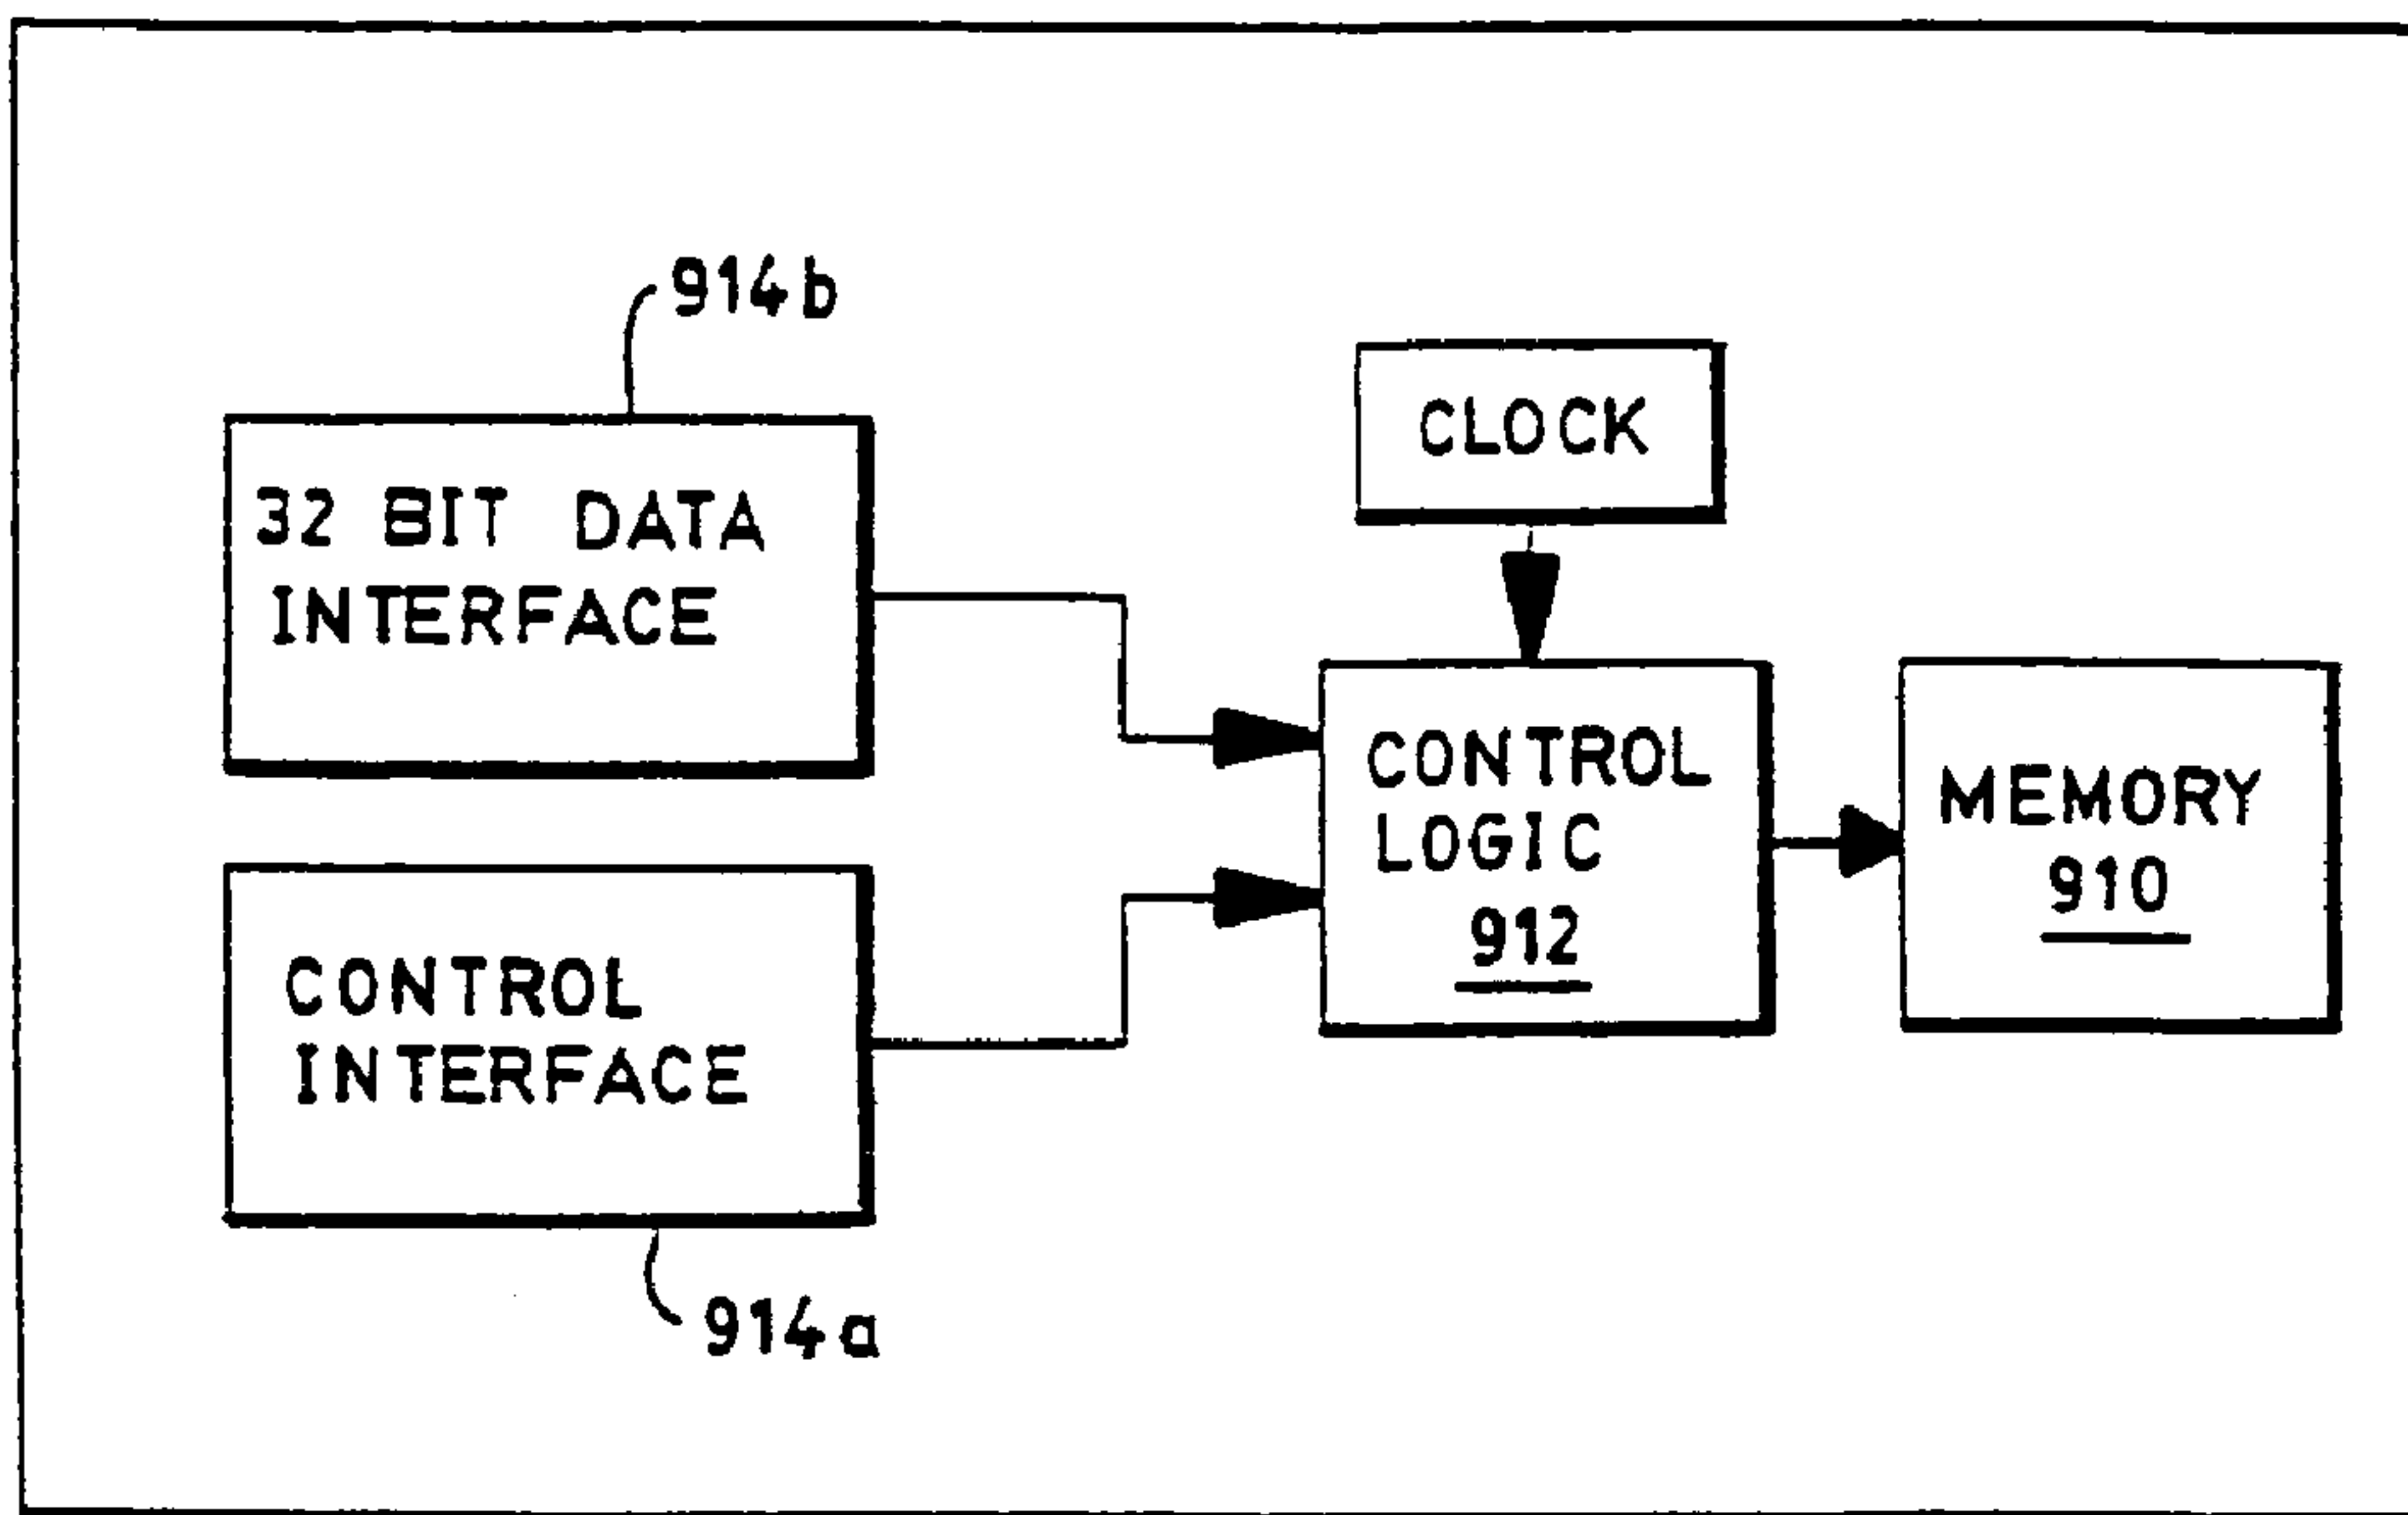 914b
32 BIT DATA
INTERFACE
CLOCK
CONTROL
LOGIC
912
MEMORY
910
CONTROL
INTERFACE
914a